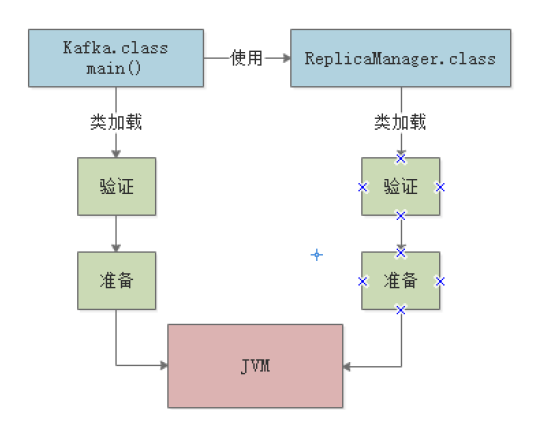 Kafka.class
main()
使用
ReplicaManager.class
类加载
类加载
验证
验证
准备
准备
JVM